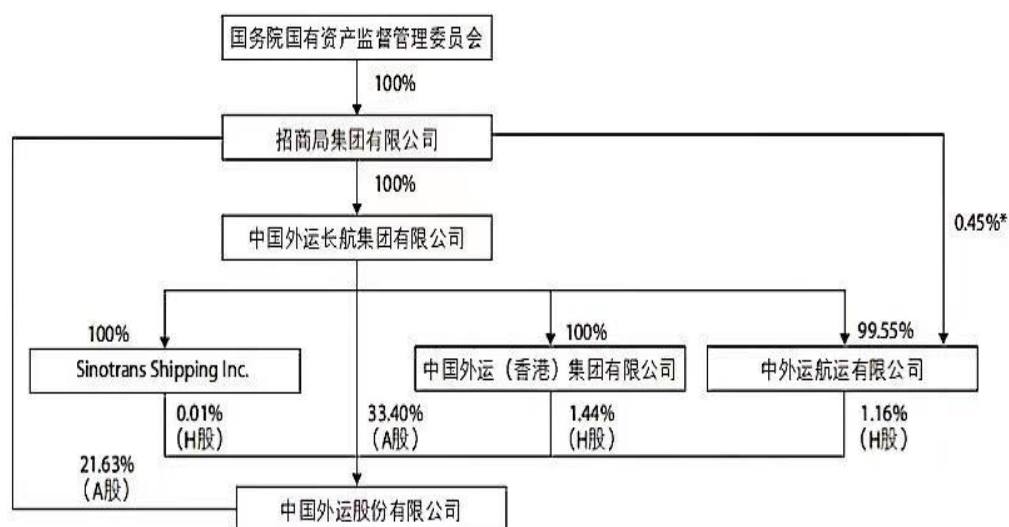 国务院国有资产监督管理委员会
100%
招商局集团有限公司
100%
中国外运长航集团有限公司
0.45%*
100%
100%
99.55%
Sinotrans Shipping Inc.
中国外运（香港）集团有限公司
中外运航运有限公司
0.01%
（H股）
33.40%
（A股）
1.44%
（H股）
1.16%
（H股）
21.63%
（A股）
中国外运股份有限公司